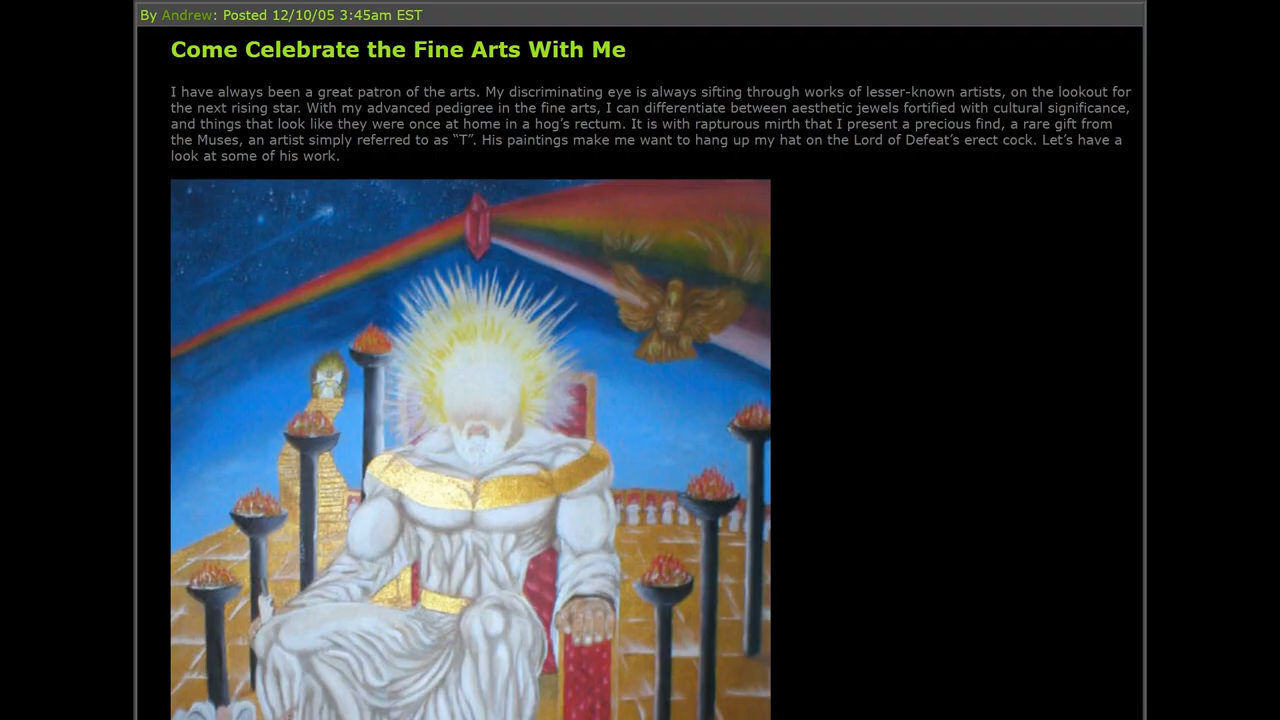 By Andrew: Posted 12/10/05 3:45am EST
Come Celebrate the Fine Arts With Me
I have always been a great patron of the arts. My discriminating eye is always sifting through works of lesser-known artists, on the lookout for
the next rising star. With my advanced pedigree in the fine arts, I can differentiate between aesthetic jewels fortified with cultural significance,
and things that look like they were once at home in a hog’s rectum. It is with rapturous mirth that I present a precious find, a rare gift from
the Muses, an artist simply referred to as “T”. His paintings make me want to hang up my hat on the Lord of Defeat’s erect cock. Let’s have a
look at some of his work.